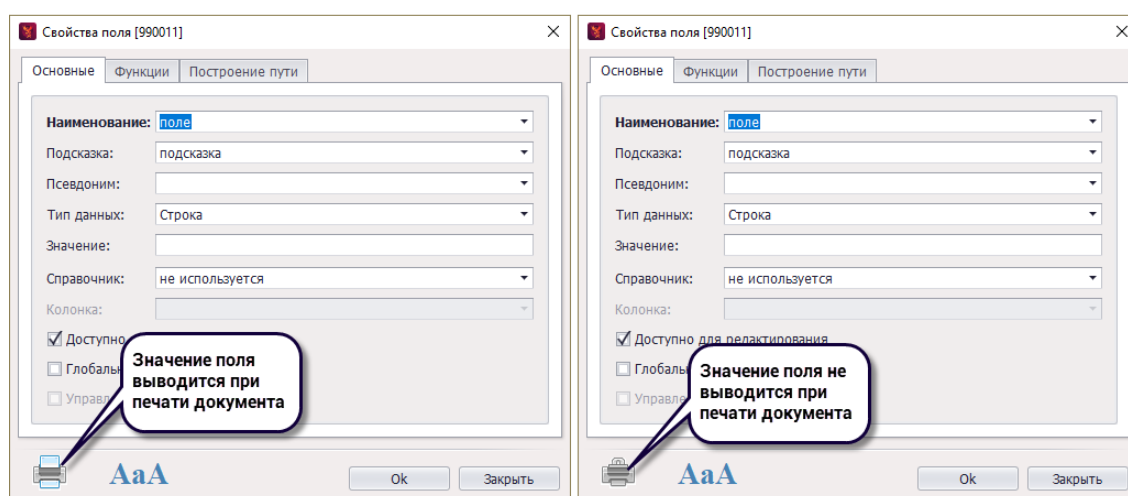 Свойства поля [990011]
Основные Функции Построение пути
Наименование: поле
Подсказка: подсказка
Псевдоним:
Тип данных: Строка
Значение:
Справочник: не используется
Колонка:
Доступно
Глобаль
Управл
Значение поля
выводится при
печати документа
AaA Ok Закрыть
Свойства поля [990011]
Основные Функции Построение пути
Наименование: поле
Подсказка: подсказка
Псевдоним:
Тип данных: Строка
Значение:
Справочник: не используется
Колонка:
Доступно для редактирования
Глобаль
Управле
Значение поля не
выводится при
печати документа
AaA Ok Закрыть